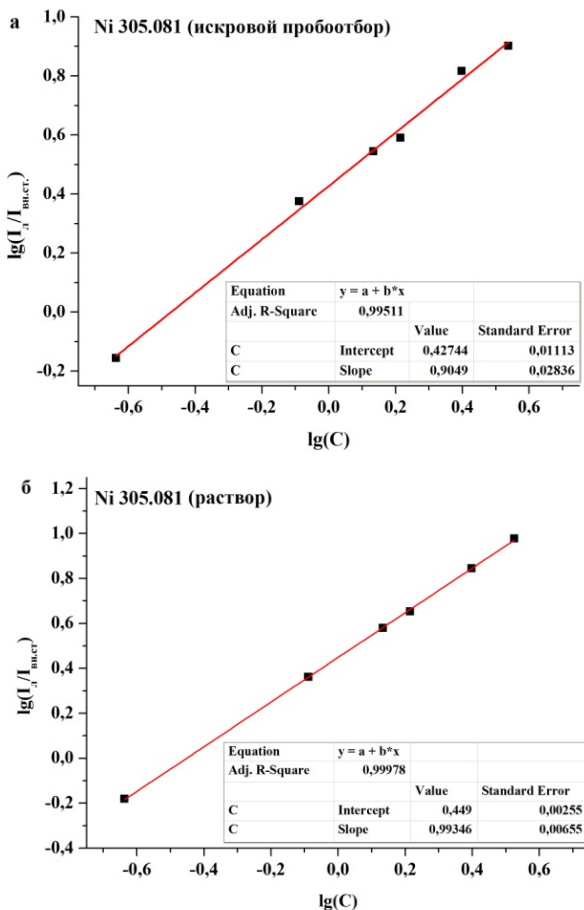 а
Ni 305.081 (искровой пробоотбор)
1,0
0,8
0,6
0,4
0,2
0,0
-0,2
lg(Iл/Iвн.ст.)
Equation y = a + b*x
Adj. R-Square 0,99511
Value Standard Error
C Intercept 0,42744 0,01113
C Slope 0,9049 0,02836
-0,6 -0,4 -0,2 0,0 0,2 0,4 0,6
lg(C)
б
Ni 305.081 (раствор)
1,2
1,0
0,8
0,6
0,4
0,2
0,0
-0,2
-0,4
lg(Iл/Iвн.ст)
Equation y = a + b*x
Adj. R-Square 0,99978
Value Standard Error
C Intercept 0,449 0,00255
C Slope 0,99346 0,00655
-0,6 -0,4 -0,2 0,0 0,2 0,4 0,6
lg(C)